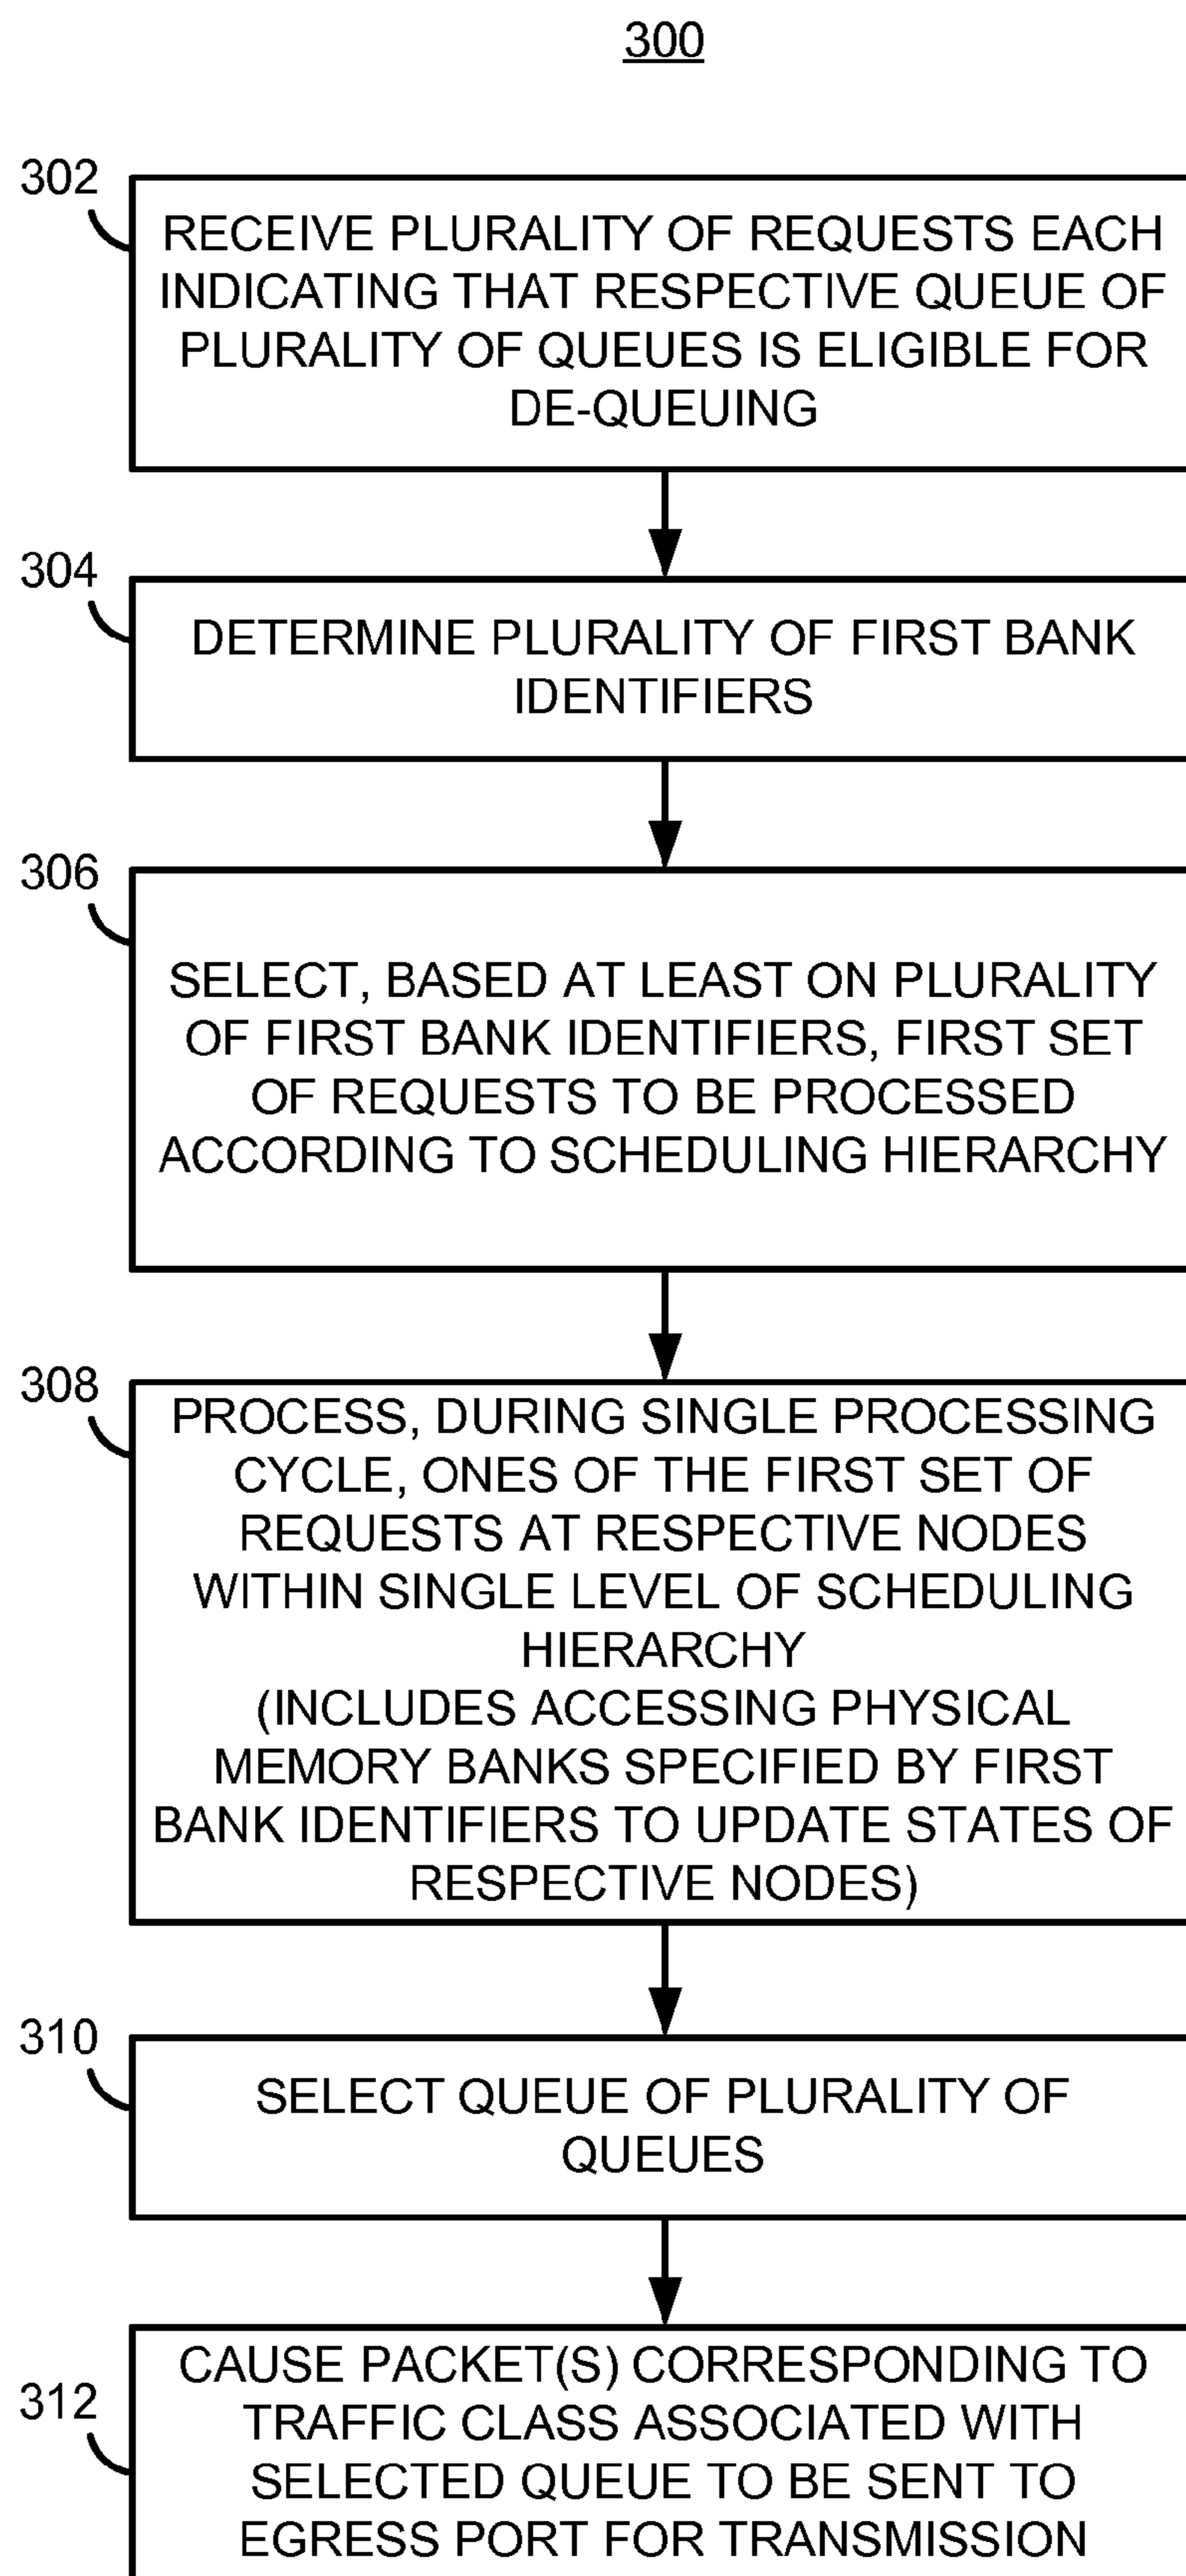 300
302
RECEIVE PLURALITY OF REQUESTS EACH
INDICATING THAT RESPECTIVE QUEUE OF
PLURALITY OF QUEUES IS ELIGIBLE FOR
DE-QUEUING
304
DETERMINE PLURALITY OF FIRST BANK
IDENTIFIERS
306
SELECT, BASED AT LEAST ON PLURALITY
OF FIRST BANK IDENTIFIERS, FIRST SET
OF REQUESTS TO BE PROCESSED
ACCORDING TO SCHEDULING HIERARCHY
308
PROCESS, DURING SINGLE PROCESSING
CYCLE, ONES OF THE FIRST SET OF
REQUESTS AT RESPECTIVE NODES
WITHIN SINGLE LEVEL OF SCHEDULING
HIERARCHY
(INCLUDES ACCESSING PHYSICAL
MEMORY BANKS SPECIFIED BY FIRST
BANK IDENTIFIERS TO UPDATE STATES OF
RESPECTIVE NODES)
310
SELECT QUEUE OF PLURALITY OF
QUEUES
312
CAUSE PACKET(S) CORRESPONDING TO
TRAFFIC CLASS ASSOCIATED WITH
SELECTED QUEUE TO BE SENT TO
EGRESS PORT FOR TRANSMISSION